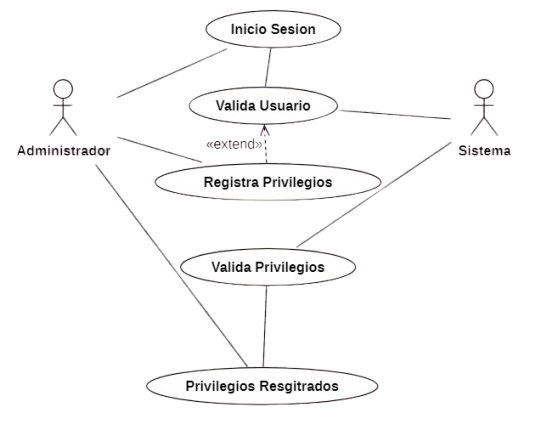 Inicio Sesion
Valida Usuario
Administrador
«extend»
Sistema
Registra Privilegios
Valida Privilegios
Privilegios Resgitrados